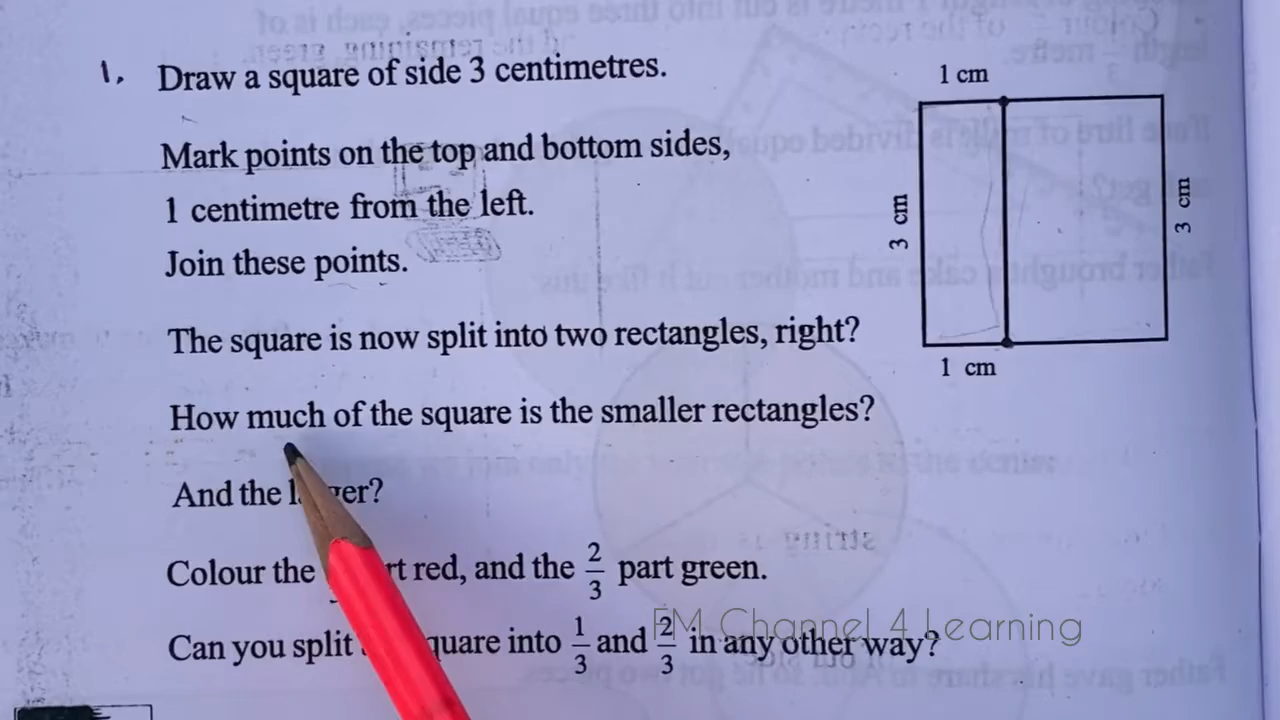 1. Draw a square of side 3 centimetres.
1 cm
Mark points on the top and bottom sides,
1 centimetre from the left.
3 cm
3 cm
Join these points.
The square is now split into two rectangles, right?
1 cm
How much of the square is the smaller rectangles?
And the
Colour the red, and the 2/3 part green.
FM Channel 4 Learning
Can you split into 1/3 and 2/3 in any other way?